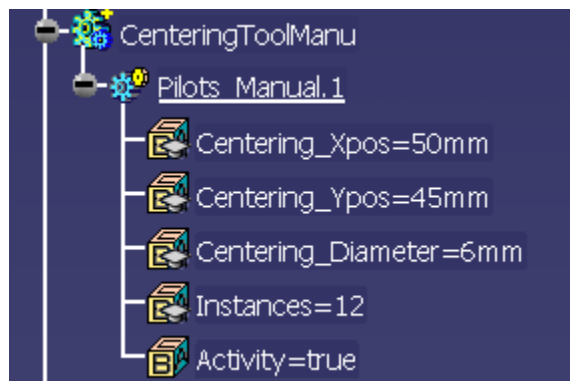 CenteringToolManu
Pilots_Manual.1
Centering_Xpos=50mm
Centering_Ypos=45mm
Centering_Diameter=6mm
Instances=12
Activity=true